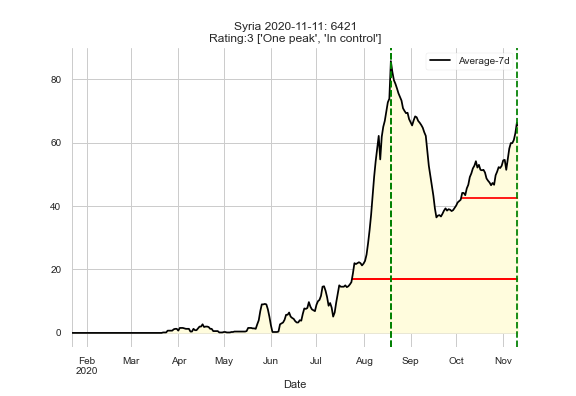 Syria 2020-11-11: 6421
Rating:3 ['One peak', 'In control']
Average-7d
80
60
40
20
0
Feb
2020
Mar
Apr
May
Jun
Jul
Aug
Sep
Oct
Nov
Date